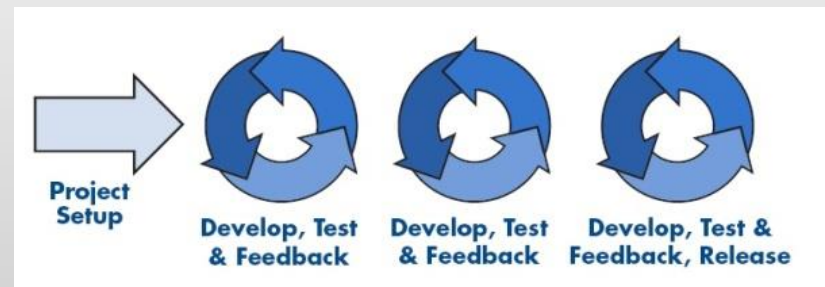 Project
Setup
Develop, Test
& Feedback
Develop, Test
& Feedback
Develop, Test &
Feedback, Release